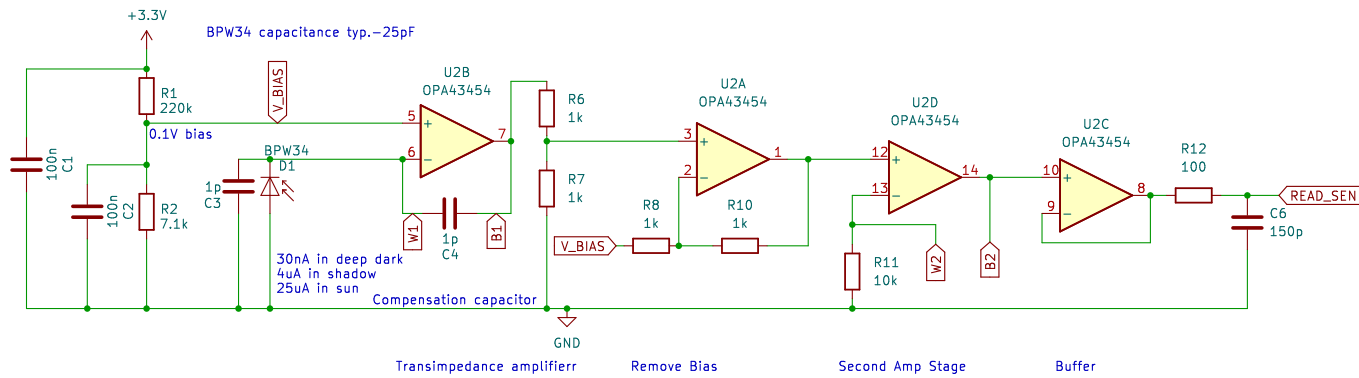 +3.3V
BPW34 capacitance typ.-25pF
R1
220k
V_BIAS
0.1V bias
100n
C1
100n
C2
R2
7.1k
BPW34
D1
1p
C3
30nA in deep dark
4uA in shadow
25uA in sun
U2B
OPA43454
5
+
6
−
7
W1
1p
C4
B1
Compensation capacitor
R6
1k
R7
1k
GND
U2A
OPA43454
3
+
2
−
1
V_BIAS
R8
1k
R10
1k
U2D
OPA43454
12
+
13
−
14
R11
10k
W2
B2
U2C
OPA43454
10
+
9
−
8
R12
100
READ_SEN
C6
150p
Transimpedance amplifierr
Remove Bias
Second Amp Stage
Buffer